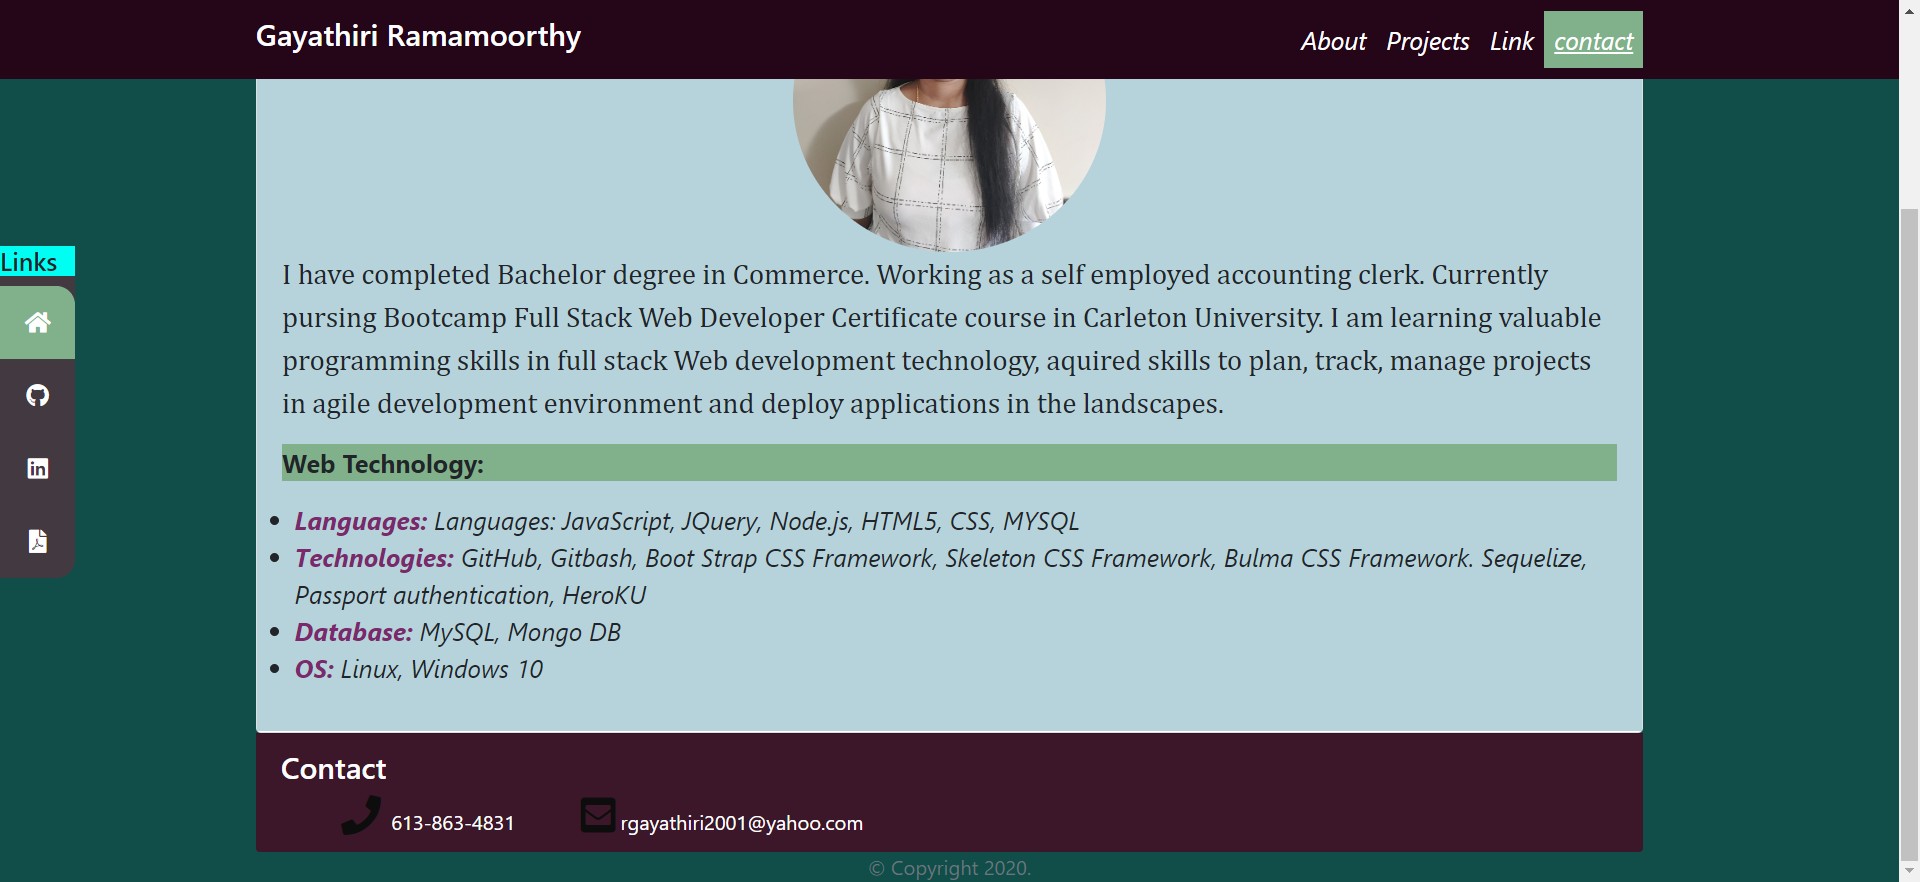 Gayathiri Ramamoorthy
About Projects Link contact
Links
I have completed Bachelor degree in Commerce. Working as a self employed accounting clerk. Currently
pursing Bootcamp Full Stack Web Developer Certificate course in Carleton University. I am learning valuable
programming skills in full stack Web development technology, aquired skills to plan, track, manage projects
in agile development environment and deploy applications in the landscapes.
Web Technology:
Languages: Languages: JavaScript, JQuery, Node.js, HTML5, CSS, MYSQL
Technologies: GitHub, Gitbash, Boot Strap CSS Framework, Skeleton CSS Framework, Bulma CSS Framework. Sequelize,
Passport authentication, HeroKU
Database: MySQL, Mongo DB
OS: Linux, Windows 10
Contact
613-863-4831 rgayathiri2001@yahoo.com
© Copyright 2020.